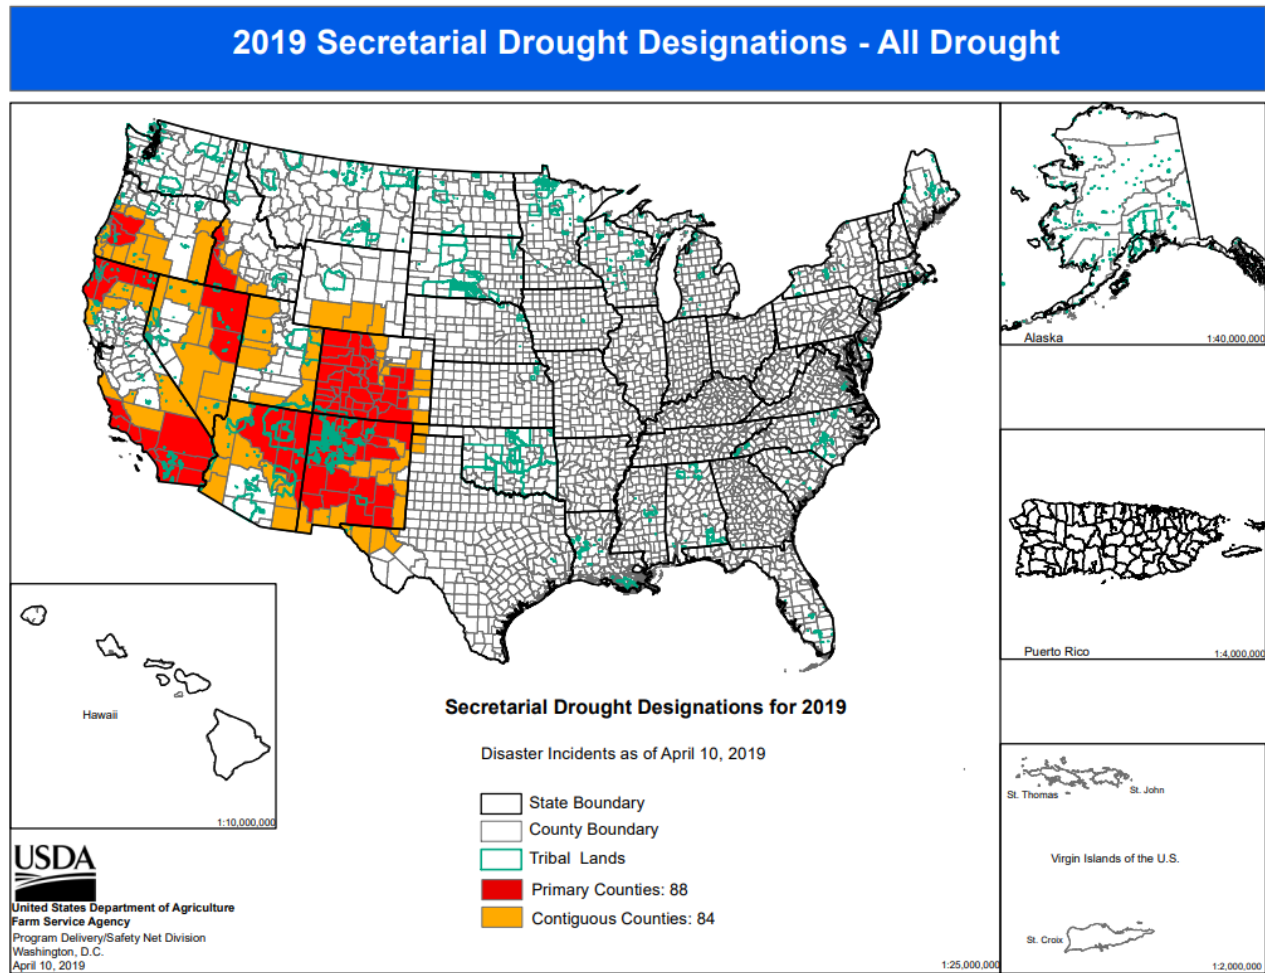 2019 Secretarial Drought Designations - All Drought
Alaska
1:40,000,000
Puerto Rico
1:4,000,000
Hawaii
1:10,000,000
Secretarial Drought Designations for 2019
Disaster Incidents as of April 10, 2019
State Boundary
County Boundary
Tribal Lands
Primary Counties: 88
Contiguous Counties: 84
St. Thomas
St. John
Virgin Islands of the U.S.
St. Croix
1:2,000,000
1:25,000,000
USDA
United States Department of Agriculture
Farm Service Agency
Program Delivery/Safety Net Division
Washington, D.C.
April 10, 2019